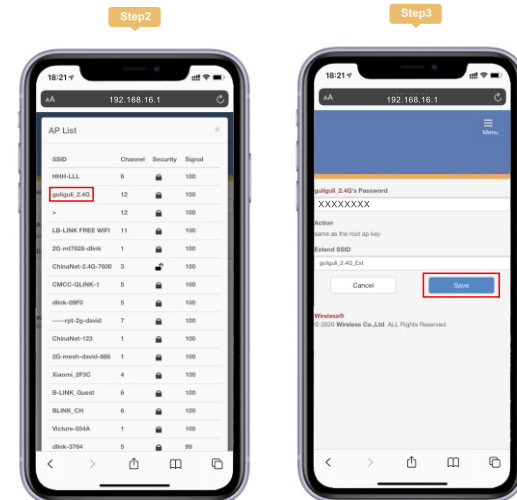 Step2
18:21
AA 192.168.16.1
AP List ×
SSID Channel Security Signal
HHH-LLL 6 100
guliguli_2.4G 12 100
> 12 100
LB-LINK FREE WIFI 11 100
2G-mt7628-dlink 1 100
ChinaNet-2.4G-7600 3 100
CMCC-QLINK-1 5 100
dlink-08F0 5 100
-----rpt-2g-david 7 100
ChinaNet-123 1 100
2G-mesh-david-888 1 100
Xiaomi_2F3C 4 100
B-LINK_Guest 6 100
BLINK_CH 6 100
Victure-554A 1 100
dlink-3764 5 99
Step3
18:21
AA 192.168.16.1
Menu
guliguli_2.4G's Password
XXXXXXXX
Action
same as the root ap key
Extend SSID
guliguli_2.4G_Ext
Cancel Save
Wireless®
© 2020 Wireless Co.,Ltd. ALL Rights Reserved.